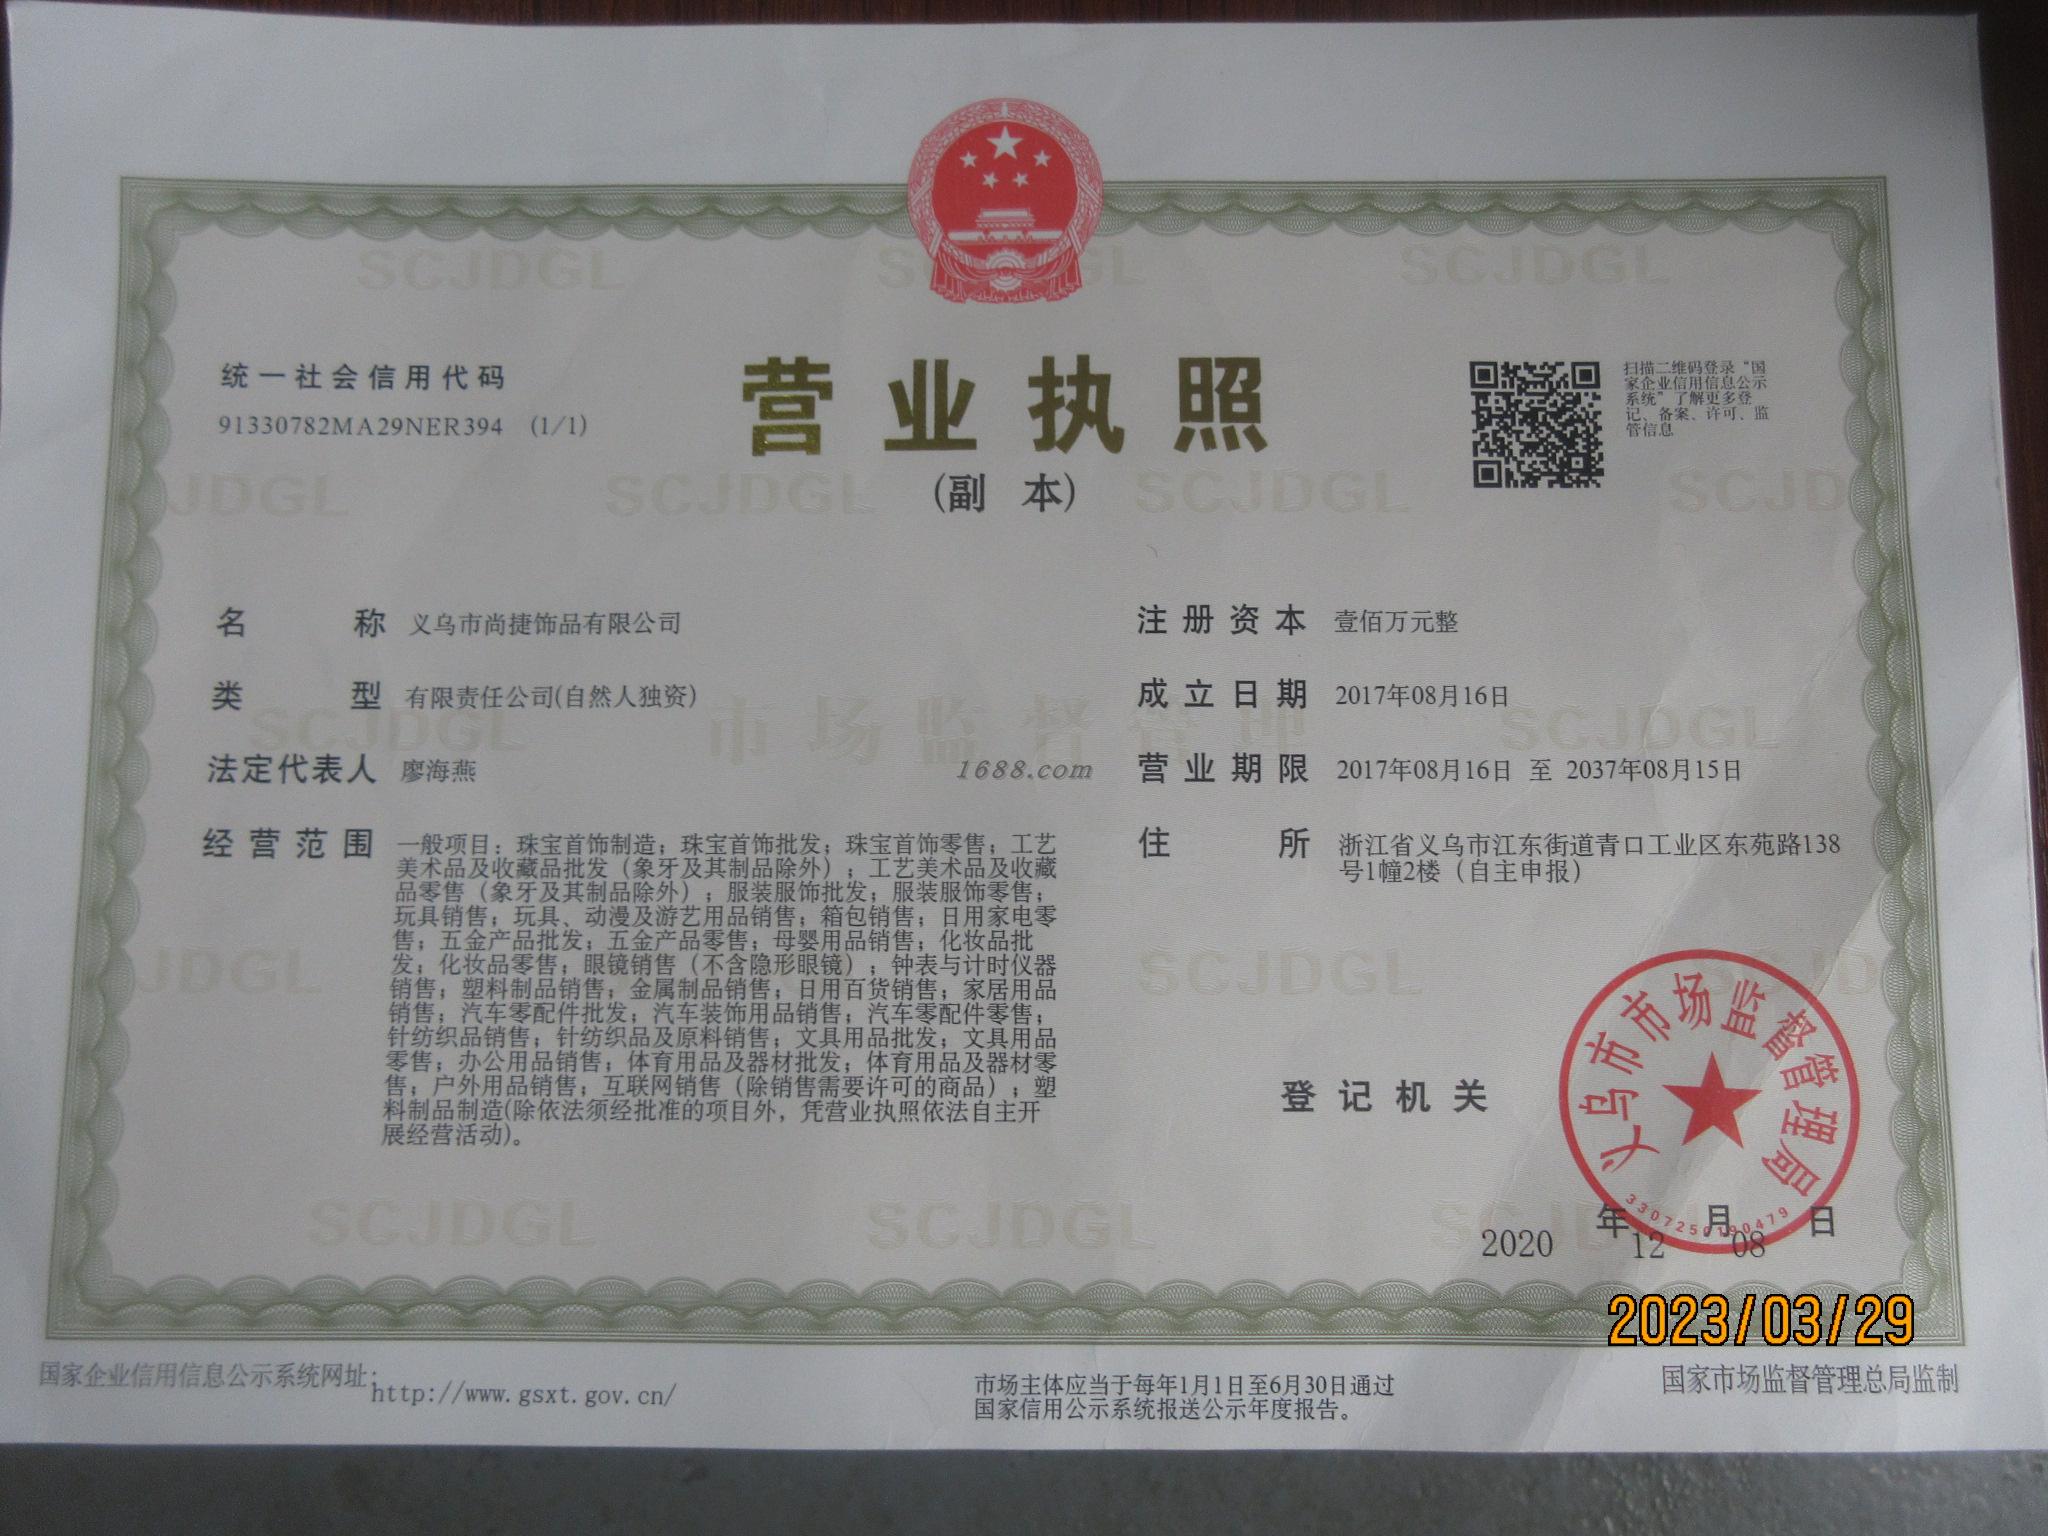 SCJDGL SCJDGL SCJDGL
统一社会信用代码
91330782MA29NER394 (1/1)
营业执照
(副 本)
扫描二维码登录“国
家企业信用信息公示
系统”了解更多登
记、备案、许可、监
管信息
JDGL SCJDGL SCJDGL SCJD
名称 义乌市尚捷饰品有限公司
类型 有限责任公司(自然人独资)
法定代表人 廖海燕
经营范围 一般项目：珠宝首饰制造；珠宝首饰批发；珠宝首饰零售；工艺
美术品及收藏品批发（象牙及其制品除外）；工艺美术品及收藏
品零售（象牙及其制品除外）；服装服饰批发；服装服饰零售；
玩具销售；玩具、动漫及游艺用品销售；箱包销售；日用家电零
售；五金产品批发；五金产品零售；母婴用品销售；化妆品批
发；化妆品零售；眼镜销售（不含隐形眼镜）；钟表与计时仪器
销售；塑料制品销售；金属制品销售；日用百货销售；家居用品
销售；汽车零配件批发；汽车装饰用品销售；汽车零配件零售；
针纺织品销售；针纺织品及原料销售；文具用品批发；文具用品
零售；办公用品销售；体育用品及器材批发；体育用品及器材零
售；户外用品销售；互联网销售（除销售需要许可的商品）；塑
料制品制造(除依法须经批准的项目外，凭营业执照依法自主开
展经营活动)。
注册资本 壹佰万元整
成立日期 2017年08月16日
营业期限 2017年08月16日 至 2037年08月15日
住所 浙江省义乌市江东街道青口工业区东苑路138
号1幢2楼（自主申报）
SCJDGL 市场监督管理 SCJDGL
1688.com
JDGL SCJDGL SCJD
登记机关
义乌市市场监督管理局
2020年12月08日
SCJDGL SCJDGL SCJDGL
2023/03/29
国家企业信用信息公示系统网址：http://www.gsxt.gov.cn/
市场主体应当于每年1月1日至6月30日通过
国家信用公示系统报送公示年度报告。
国家市场监督管理总局监制